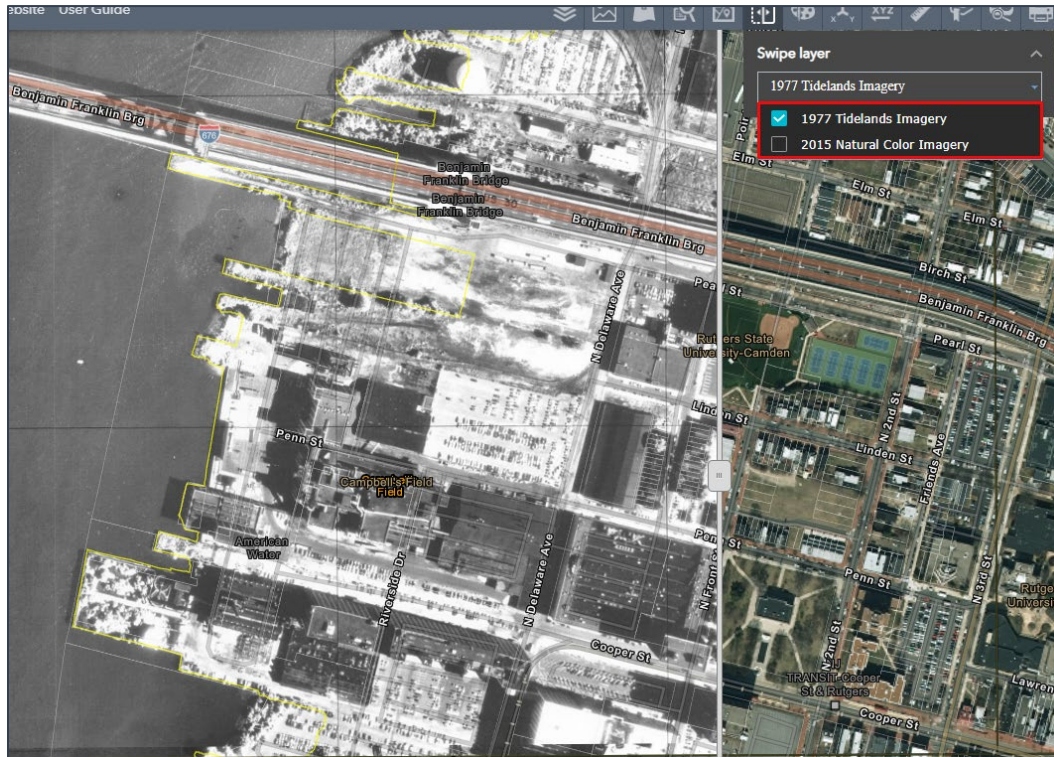 ebsite User Guide
Swipe layer
1977 Tidelands Imagery
1977 Tidelands Imagery
2015 Natural Color Imagery
Benjamin Franklin Brg
676
Benjamin
Franklin Bridge
Benjamin
Franklin Bridge
Benjamin Franklin Brg
Elm St
Elm St
Elm St
Birch St
Benjamin Franklin Brg
Pearl St
Pearl St
N Delaware Ave
Rutgers State
University-Camden
Linden St
Linden St
N 2nd St
Friends Ave
Penn St
Campbell's Field
Field
American
Water
Riverside Dr
N Delaware Ave
N Front S
Pen
St
Penn St
N 3rd St
Rutge
Universi
Cooper St
N 2nd St
TRANSIT-Cooper
St & Rutgers
Lawren
Cooper St